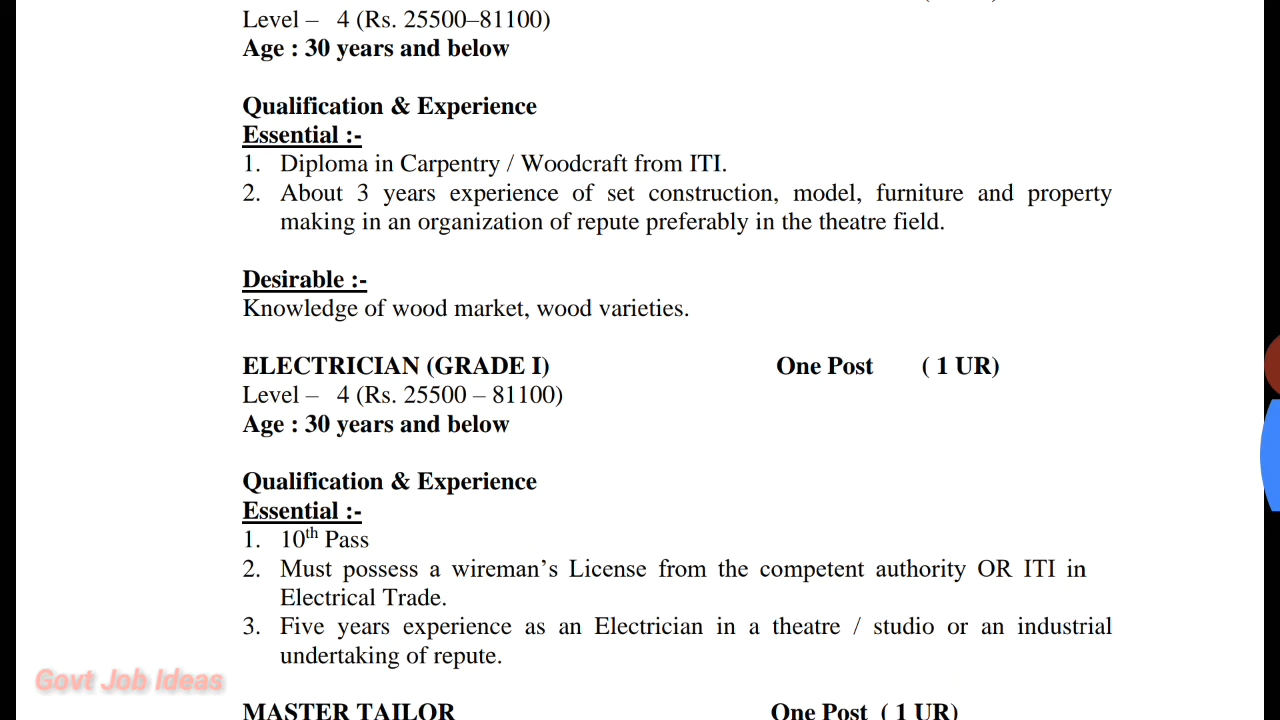 Level – 4 (Rs. 25500–81100)
Age : 30 years and below
Qualification & Experience
Essential :-
1. Diploma in Carpentry / Woodcraft from ITI.
2. About 3 years experience of set construction, model, furniture and property
making in an organization of repute preferably in the theatre field.
Desirable :-
Knowledge of wood market, wood varieties.
ELECTRICIAN (GRADE I) One Post ( 1 UR)
Level – 4 (Rs. 25500 – 81100)
Age : 30 years and below
Qualification & Experience
Essential :-
1. 10th Pass
2. Must possess a wireman’s License from the competent authority OR ITI in
Electrical Trade.
3. Five years experience as an Electrician in a theatre / studio or an industrial
undertaking of repute.
Govt Job Ideas
MASTER TAILOR One Post ( 1 UR)